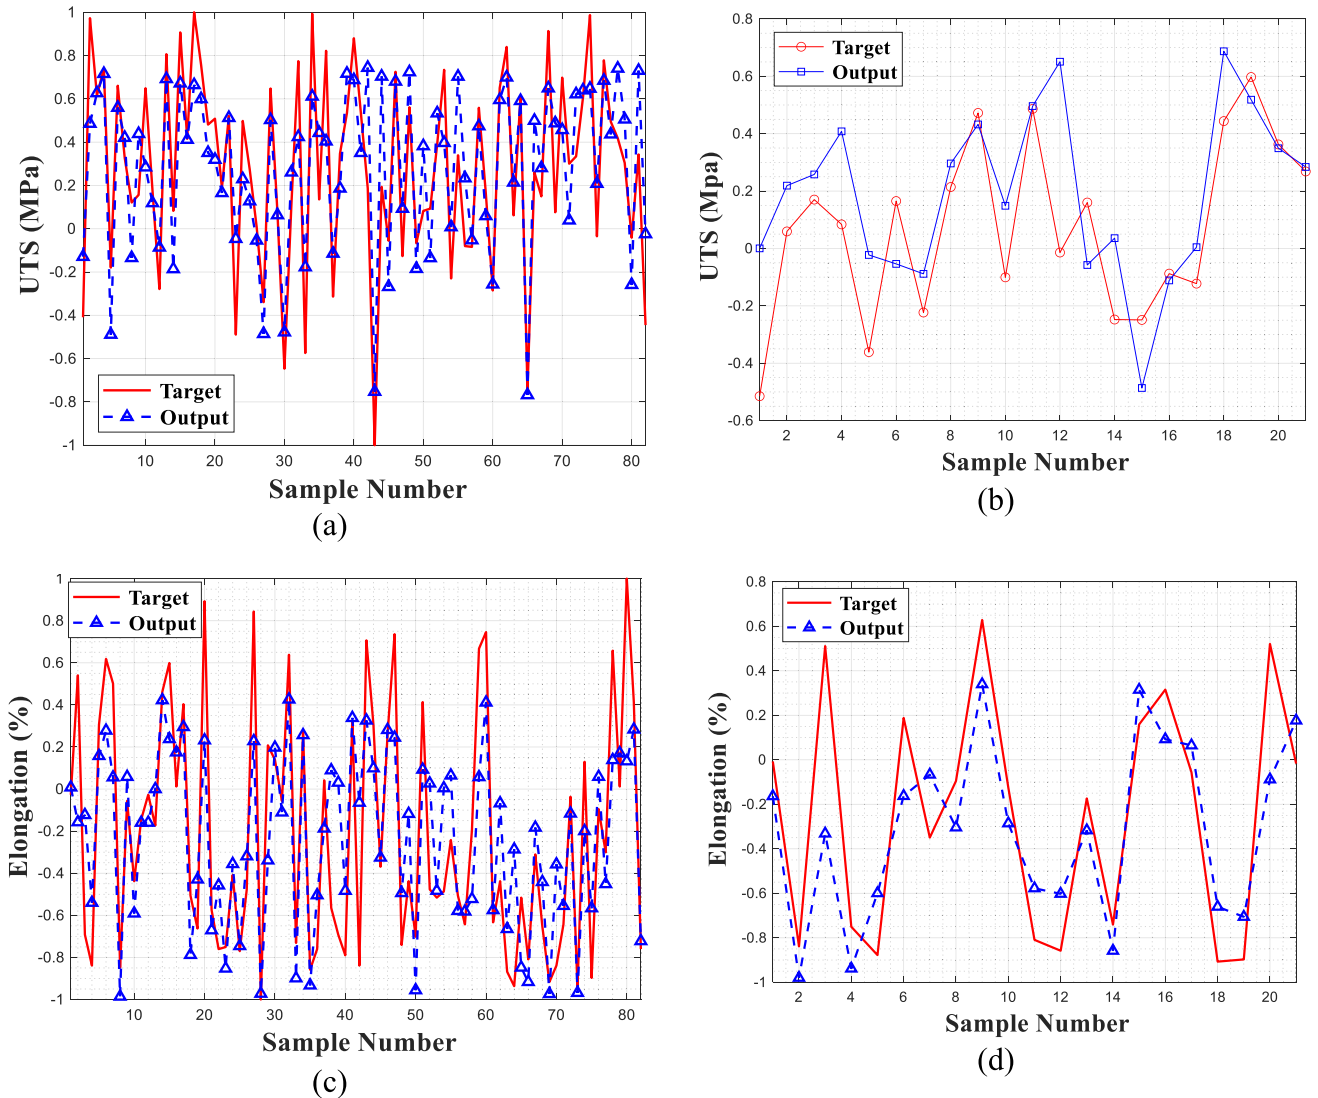 1
0.8
0.6
0.4
0.2
0
-0.2
-0.4
-0.6
-0.8
-1
UTS (MPa)
Target
Output
10 20 30 40 50 60 70 80
Sample Number
(a)
0.8
0.6
0.4
0.2
0
-0.2
-0.4
-0.6
UTS (Mpa)
Target
Output
2 4 6 8 10 12 14 16 18 20
Sample Number
(b)
1
0.8
0.6
0.4
0.2
0
-0.2
-0.4
-0.6
-0.8
-1
Elongation (%)
Target
Output
10 20 30 40 50 60 70 80
Sample Number
(c)
0.8
0.6
0.4
0.2
0
-0.2
-0.4
-0.6
-0.8
-1
Elongation (%)
Target
Output
2 4 6 8 10 12 14 16 18 20
Sample Number
(d)